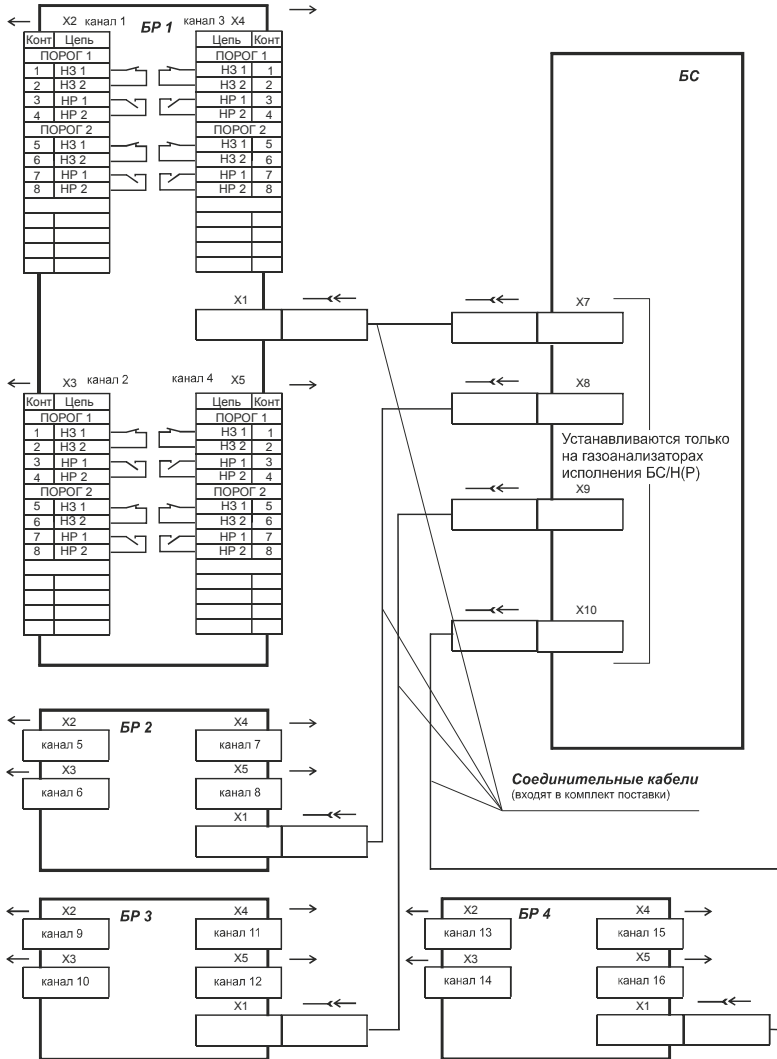 X2 канал 1
БР 1
канал 3 X4
Конт Цепь
ПОРОГ 1
1 НЗ 1
2 НЗ 2
3 НР 1
4 НР 2
ПОРОГ 2
5 НЗ 1
6 НЗ 2
7 НР 1
8 НР 2
Цепь Конт
ПОРОГ 1
НЗ 1 1
НЗ 2 2
НР 1 3
НР 2 4
ПОРОГ 2
НЗ 1 5
НЗ 2 6
НР 1 7
НР 2 8
X1
X3 канал 2
канал 4 X5
Конт Цепь
ПОРОГ 1
1 НЗ 1
2 НЗ 2
3 НР 1
4 НР 2
ПОРОГ 2
5 НЗ 1
6 НЗ 2
7 НР 1
8 НР 2
Цепь Конт
ПОРОГ 1
НЗ 1 1
НЗ 2 2
НР 1 3
НР 2 4
ПОРОГ 2
НЗ 1 5
НЗ 2 6
НР 1 7
НР 2 8
БС
X7
X8
Устанавливаются только
на газоанализаторах
исполнения БС/Н(Р)
X9
X10
Соединительные кабели
(входят в комплект поставки)
БР 2
X2
канал 5
X3
канал 6
X4
канал 7
X5
канал 8
X1
БР 3
X2
канал 9
X3
канал 10
X4
канал 11
X5
канал 12
X1
БР 4
X2
канал 13
X3
канал 14
X4
канал 15
X5
канал 16
X1